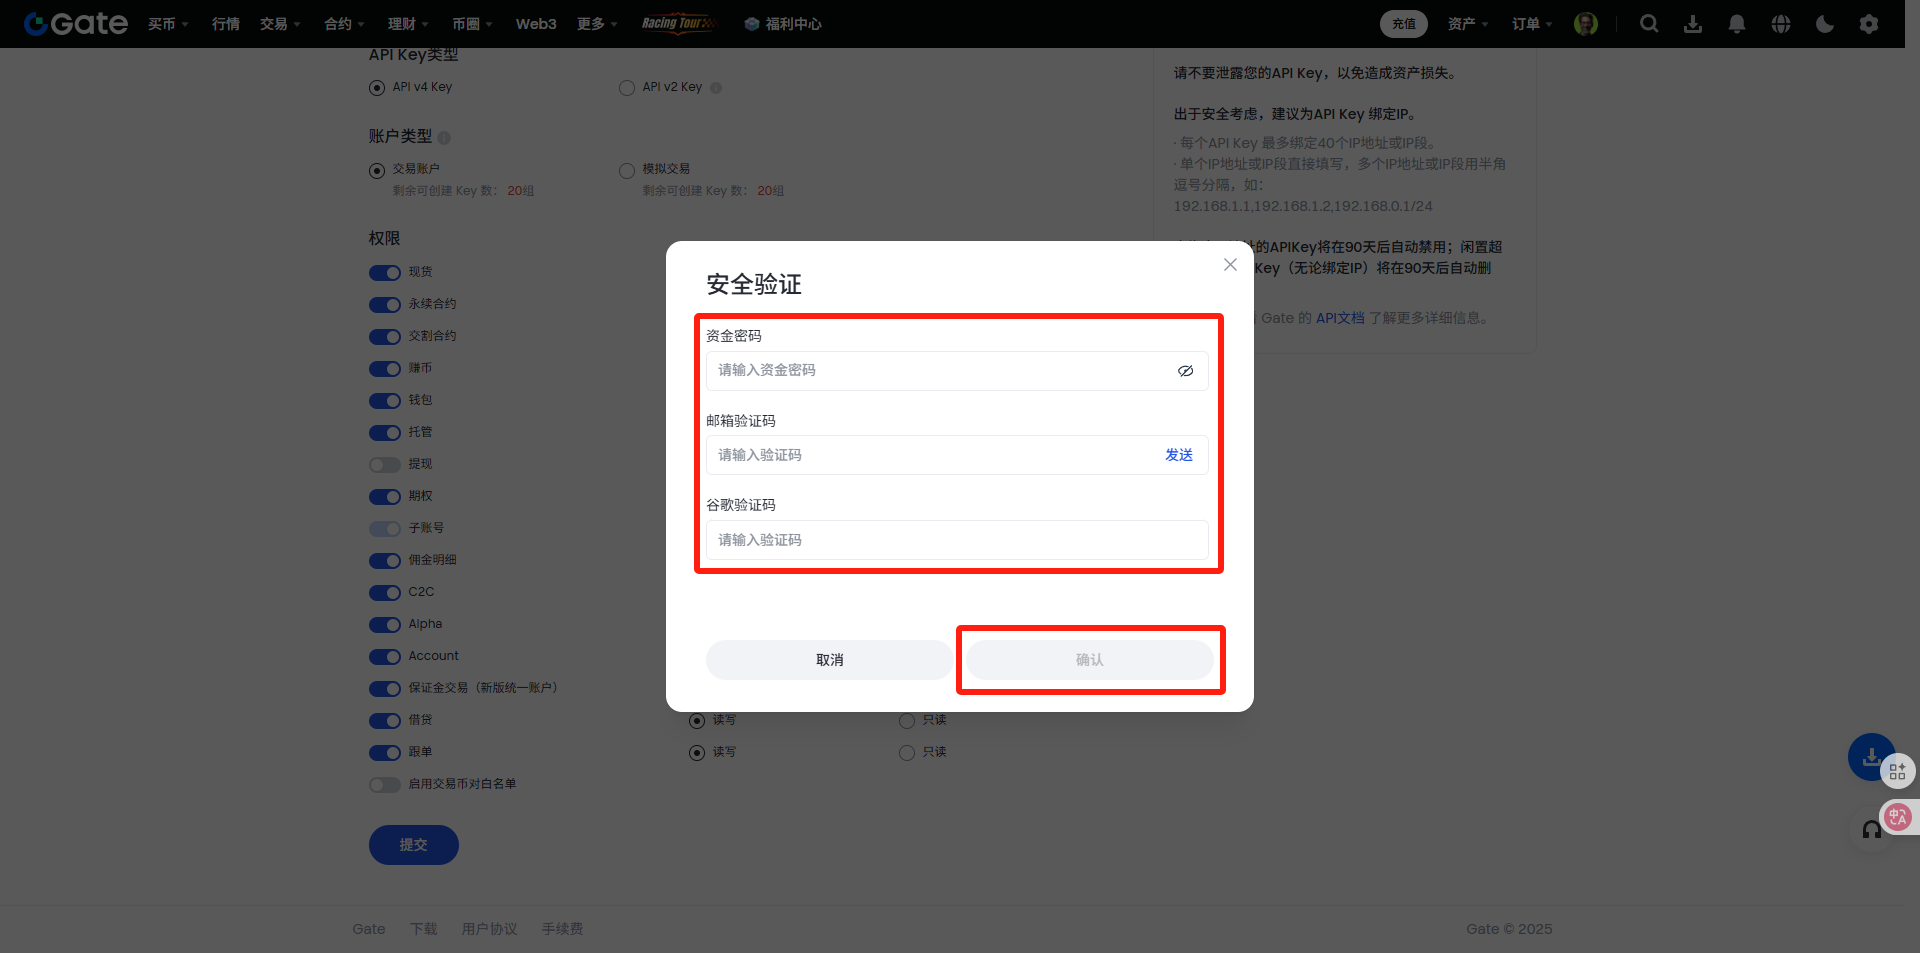 Gate 买币 行情 交易 合约 理财 币圈 Web3 更多 Racing Tour 福利中心 充值 资产 订单
API Key类型
API v4 Key API v2 Key
账户类型
交易账户 模拟交易
剩余可创建 Key 数： 20组 剩余可创建 Key 数： 20组
权限
现货
永续合约
交割合约
赚币
钱包
托管
提现
期权
子账号
佣金明细
C2C
Alpha
Account
保证金交易（新版统一账户）
借贷 读写 只读
跟单 读写 只读
启用交易币对白名单
提交
请不要泄露您的API Key，以免造成资产损失。
出于安全考虑，建议为API Key 绑定IP。
· 每个API Key 最多绑定40个IP地址或IP段。
· 单个IP地址或IP段直接填写，多个IP地址或IP段用半角
逗号分隔，如：
192.168.1.1,192.168.1.2,192.168.0.1/24
的APIKey将在90天后自动禁用；闲置超
Key（无论绑定IP）将在90天后自动删
Gate 的 API文档 了解更多详细信息。
安全验证
资金密码
请输入资金密码
邮箱验证码
请输入验证码 发送
谷歌验证码
请输入验证码
取消 确认
Gate 下载 用户协议 手续费 Gate © 2025